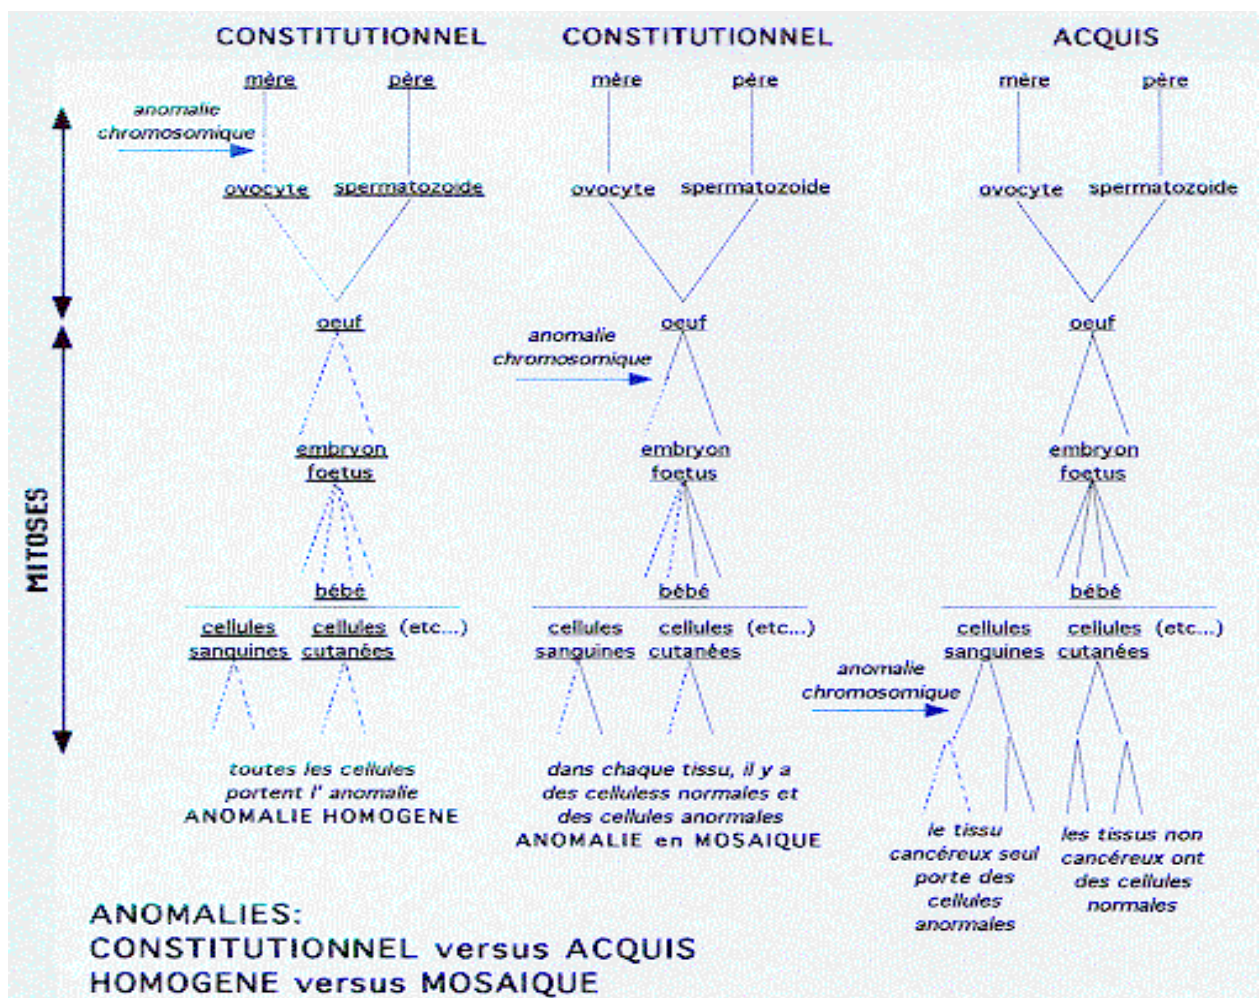 CONSTITUTIONNEL
CONSTITUTIONNEL
ACQUIS
mère
père
mère
père
mère
père
anomalie
chromosomique
ovocyte
spermatozoide
ovocyte
spermatozoide
ovocyte
spermatozoide
oeuf
oeuf
oeuf
anomalie
chromosomique
embryon
foetus
embryon
foetus
embryon
foetus
MITOSES
bébé
bébé
bébé
cellules
sanguines
cellules (etc...)
cutanées
cellules
sanguines
cellules (etc...)
cutanées
cellules
sanguines
cellules (etc...)
cutanées
anomalie
chromosomique
toutes les cellules
portent l' anomalie
ANOMALIE HOMOGENE
dans chaque tissu, il y a
des celluless normales et
des cellules anormales
ANOMALIE en MOSAIQUE
le tissu
cancéreux seul
porte des
cellules
anormales
les tissus non
cancéreux ont
des cellules
normales
ANOMALIES:
CONSTITUTIONNEL versus ACQUIS
HOMOGENE versus MOSAIQUE